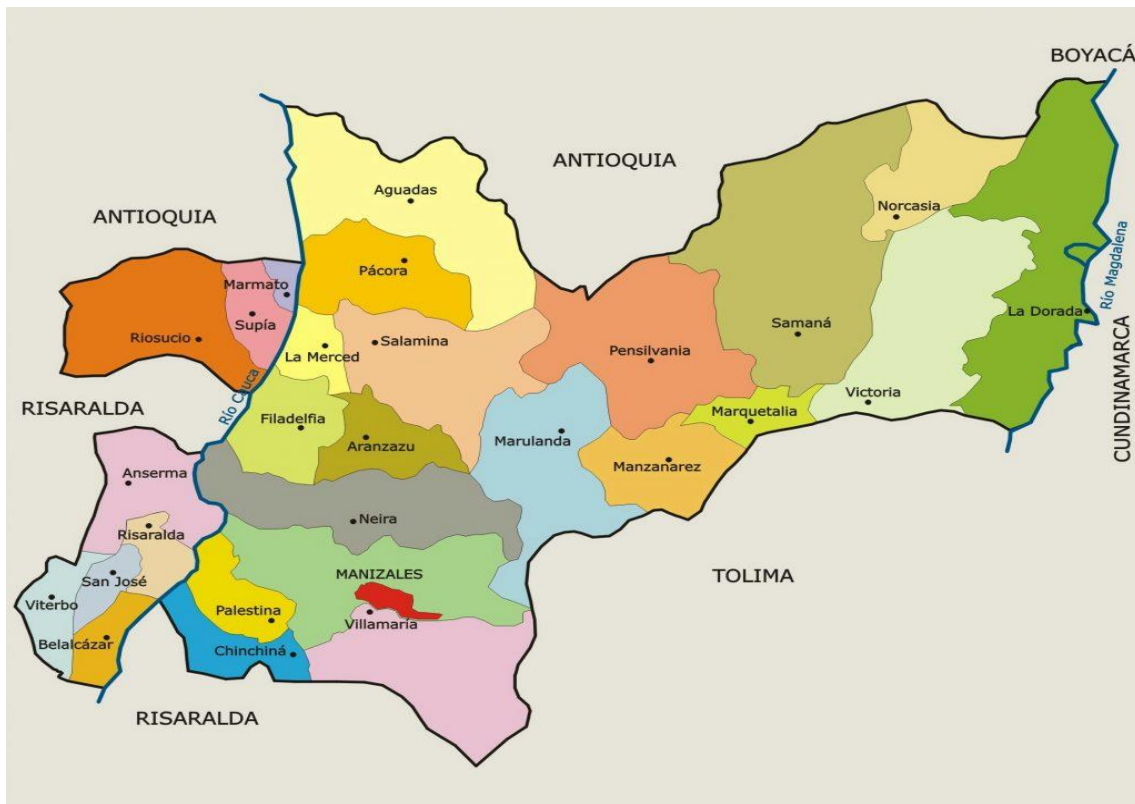 BOYACÁ
ANTIOQUIA
Aguadas
Norcasia
ANTIOQUIA
Río Magdalena
Pácora
Marmato
La Dorada
Supía
Samaná
Riosucio
La Merced
Salamina
Pensilvania
Río Cauca
Victoria
RISARALDA
CUNDINAMARCA
Marquetalia
Filadelfia
Marulanda
Aranzazu
Manzanarez
Anserma
Neira
Risaralda
MANIZALES
TOLIMA
San José
Viterbo
Palestina
Villamaría
Belalcázar
Chinchiná
RISARALDA